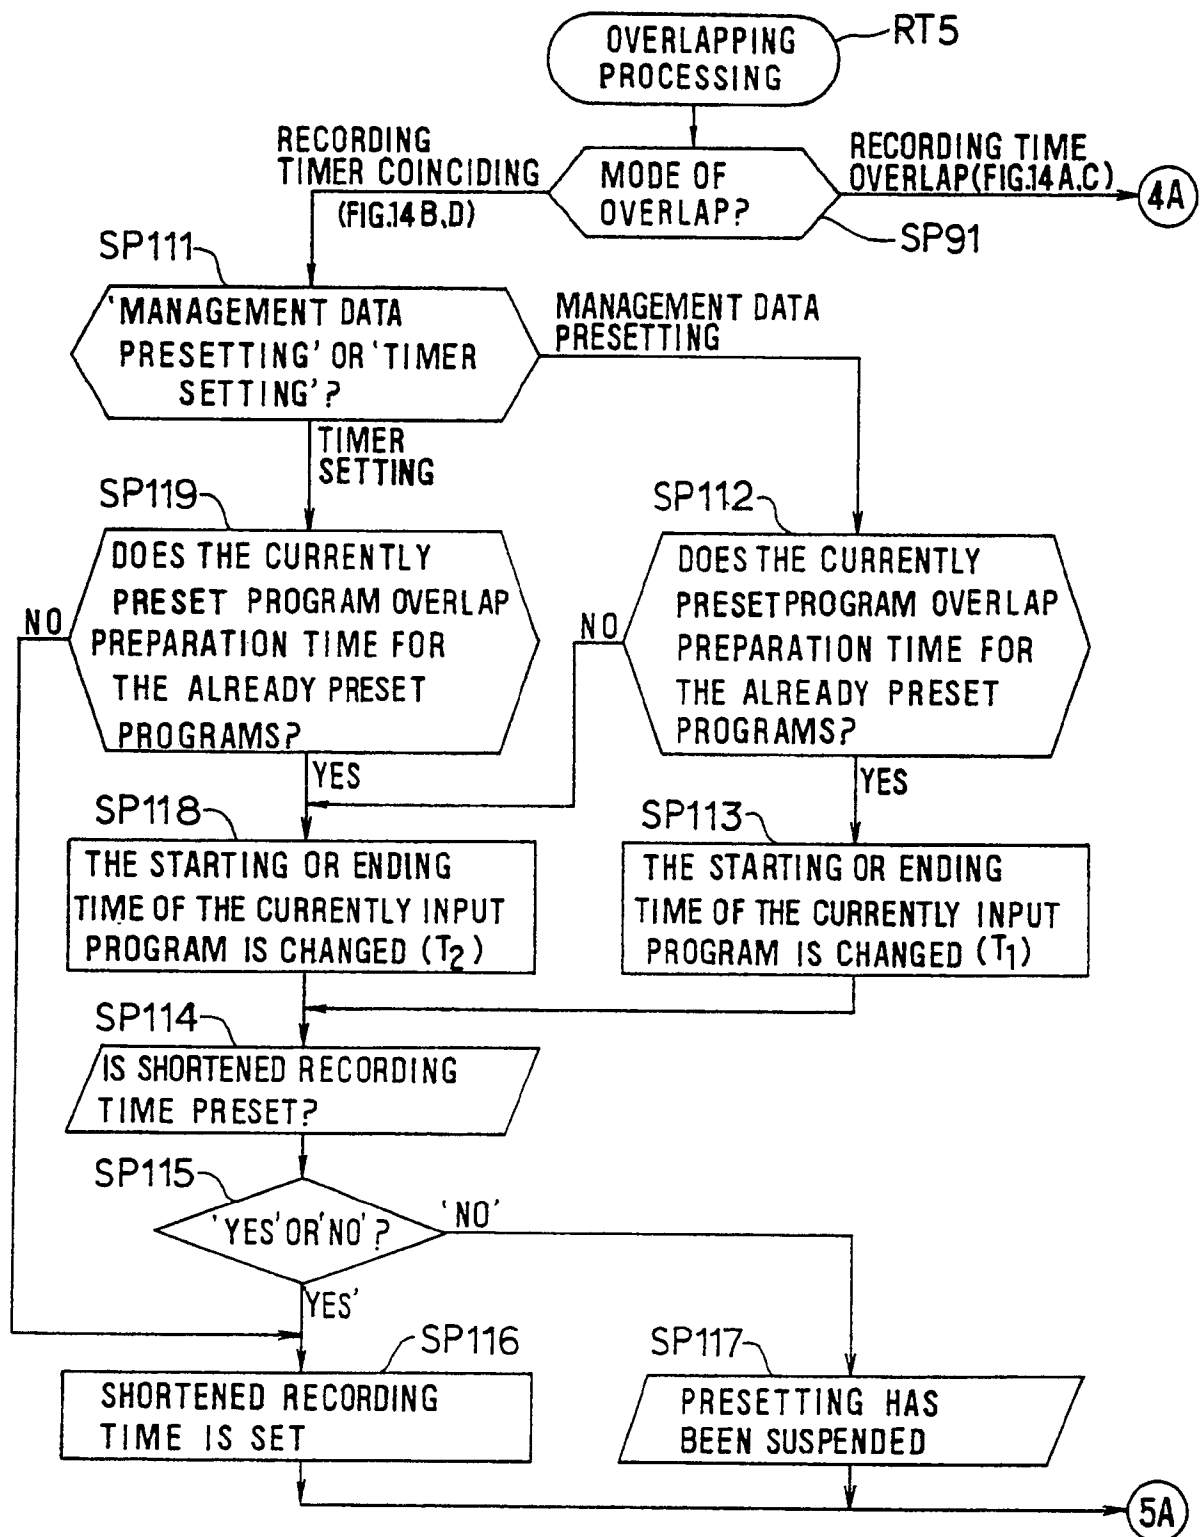 OVERLAPPING
PROCESSING
RT5
RECORDING
TIMER COINCIDING
(FIG.14B,D)
MODE OF
OVERLAP?
RECORDING TIME
OVERLAP(FIG.14A.C)
4A
SP91
SP111
'MANAGEMENT DATA
PRESETTING' OR 'TIMER
SETTING'?
MANAGEMENT DATA
PRESETTING
TIMER
SETTING
SP119
DOES THE CURRENTLY
PRESET PROGRAM OVERLAP
PREPARATION TIME FOR
THE ALREADY PRESET
PROGRAMS?
NO
YES
SP112
DOES THE CURRENTLY
PRESET PROGRAM OVERLAP
PREPARATION TIME FOR
THE ALREADY PRESET
PROGRAMS?
NO
YES
SP118
THE STARTING OR ENDING
TIME OF THE CURRENTLY INPUT
PROGRAM IS CHANGED (T2)
SP113
THE STARTING OR ENDING
TIME OF THE CURRENTLY INPUT
PROGRAM IS CHANGED (T1)
SP114
IS SHORTENED RECORDING
TIME PRESET?
SP115
'YES'OR'NO'?
'NO'
'YES'
SP116
SHORTENED RECORDING
TIME IS SET
SP117
PRESETTING HAS
BEEN SUSPENDED
5A